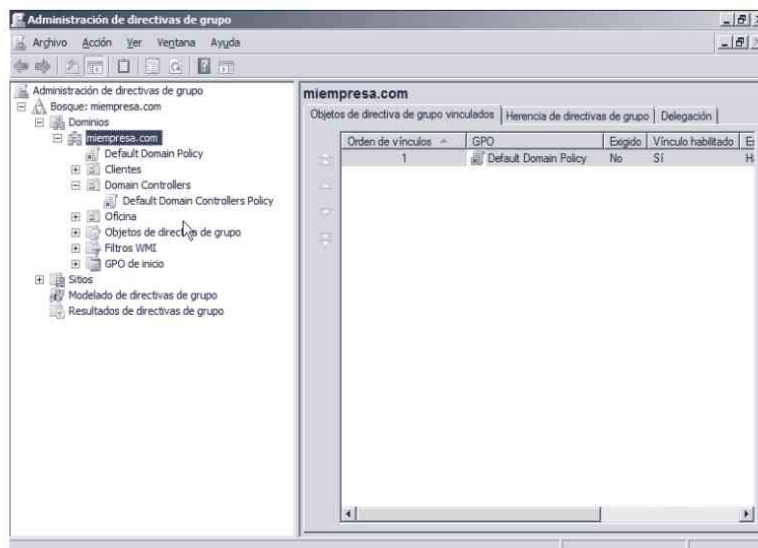 Administración de directivas de grupo
Archivo Acción Ver Ventana Ayuda
Administración de directivas de grupo
Bosque: miempresa.com
Dominios
miempresa.com
Default Domain Policy
Clientes
Domain Controllers
Default Domain Controllers Policy
Oficina
Objetos de directiva de grupo
Filtros WMI
GPO de inicio
Sitios
Modelado de directivas de grupo
Resultados de directivas de grupo
miempresa.com
Objetos de directiva de grupo vinculados Herencia de directivas de grupo Delegación
Orden de vínculos GPO Exigido Vínculo habilitado
1 Default Domain Policy No Sí